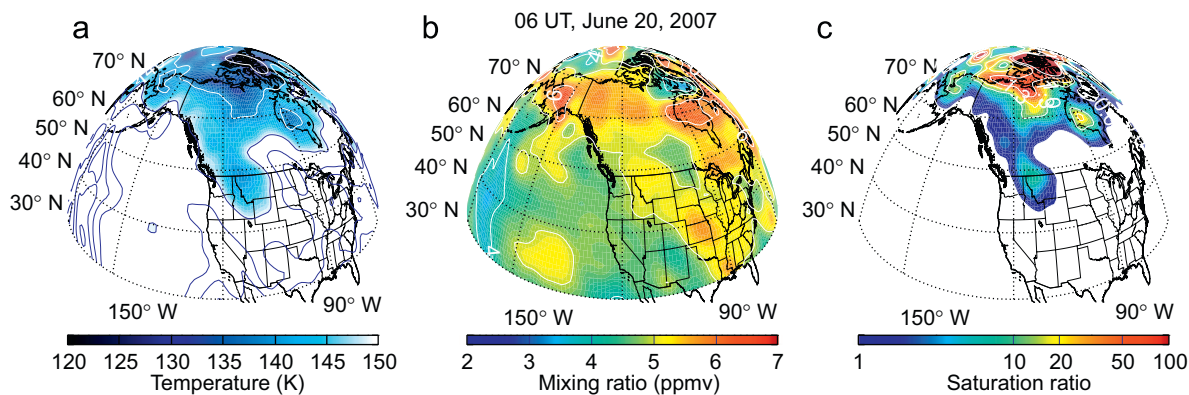 06 UT, June 20, 2007
a
70° N
60° N
50° N
40° N
30° N
150° W
90° W
120 125 130 135 140 145 150
Temperature (K)
b
70° N
60° N
50° N
40° N
30° N
150° W
90° W
2 3 4 5 6 7
Mixing ratio (ppmv)
c
70° N
60° N
50° N
40° N
30° N
150° W
90° W
1 10 20 50 100
Saturation ratio